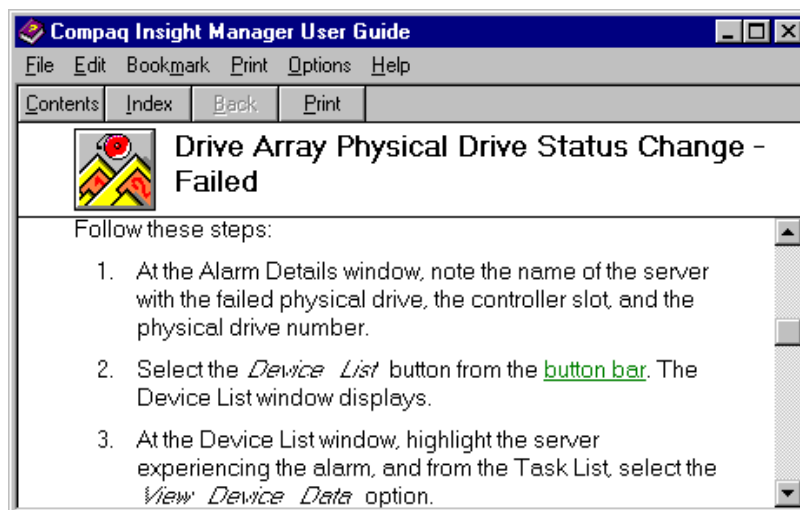 Compaq Insight Manager User Guide
File Edit Bookmark Print Options Help
Contents Index Back Print
Drive Array Physical Drive Status Change -
Failed
Follow these steps:
1. At the Alarm Details window, note the name of the server
with the failed physical drive, the controller slot, and the
physical drive number.
2. Select the Device List button from the button bar. The
Device List window displays.
3. At the Device List window, highlight the server
experiencing the alarm, and from the Task List, select the
View Device Data option.